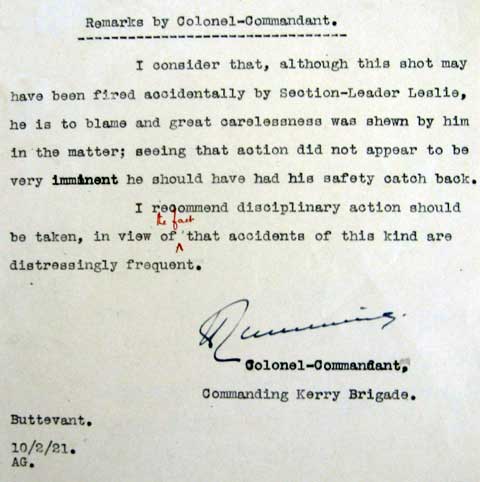 Remarks by Colonel-Commandant.
I consider that, although this shot may
have been fired accidentally by Section-Leader Leslie,
he is to blame and great carelessness was shewn by him
in the matter; seeing that action did not appear to be
very imminent he should have had his safety catch back.
I recommend disciplinary action should
be taken, in view of the fact that accidents of this kind are
distressingly frequent.
Colonel-Commandant,
Commanding Kerry Brigade.
Buttevant.
10/2/21.
AG.